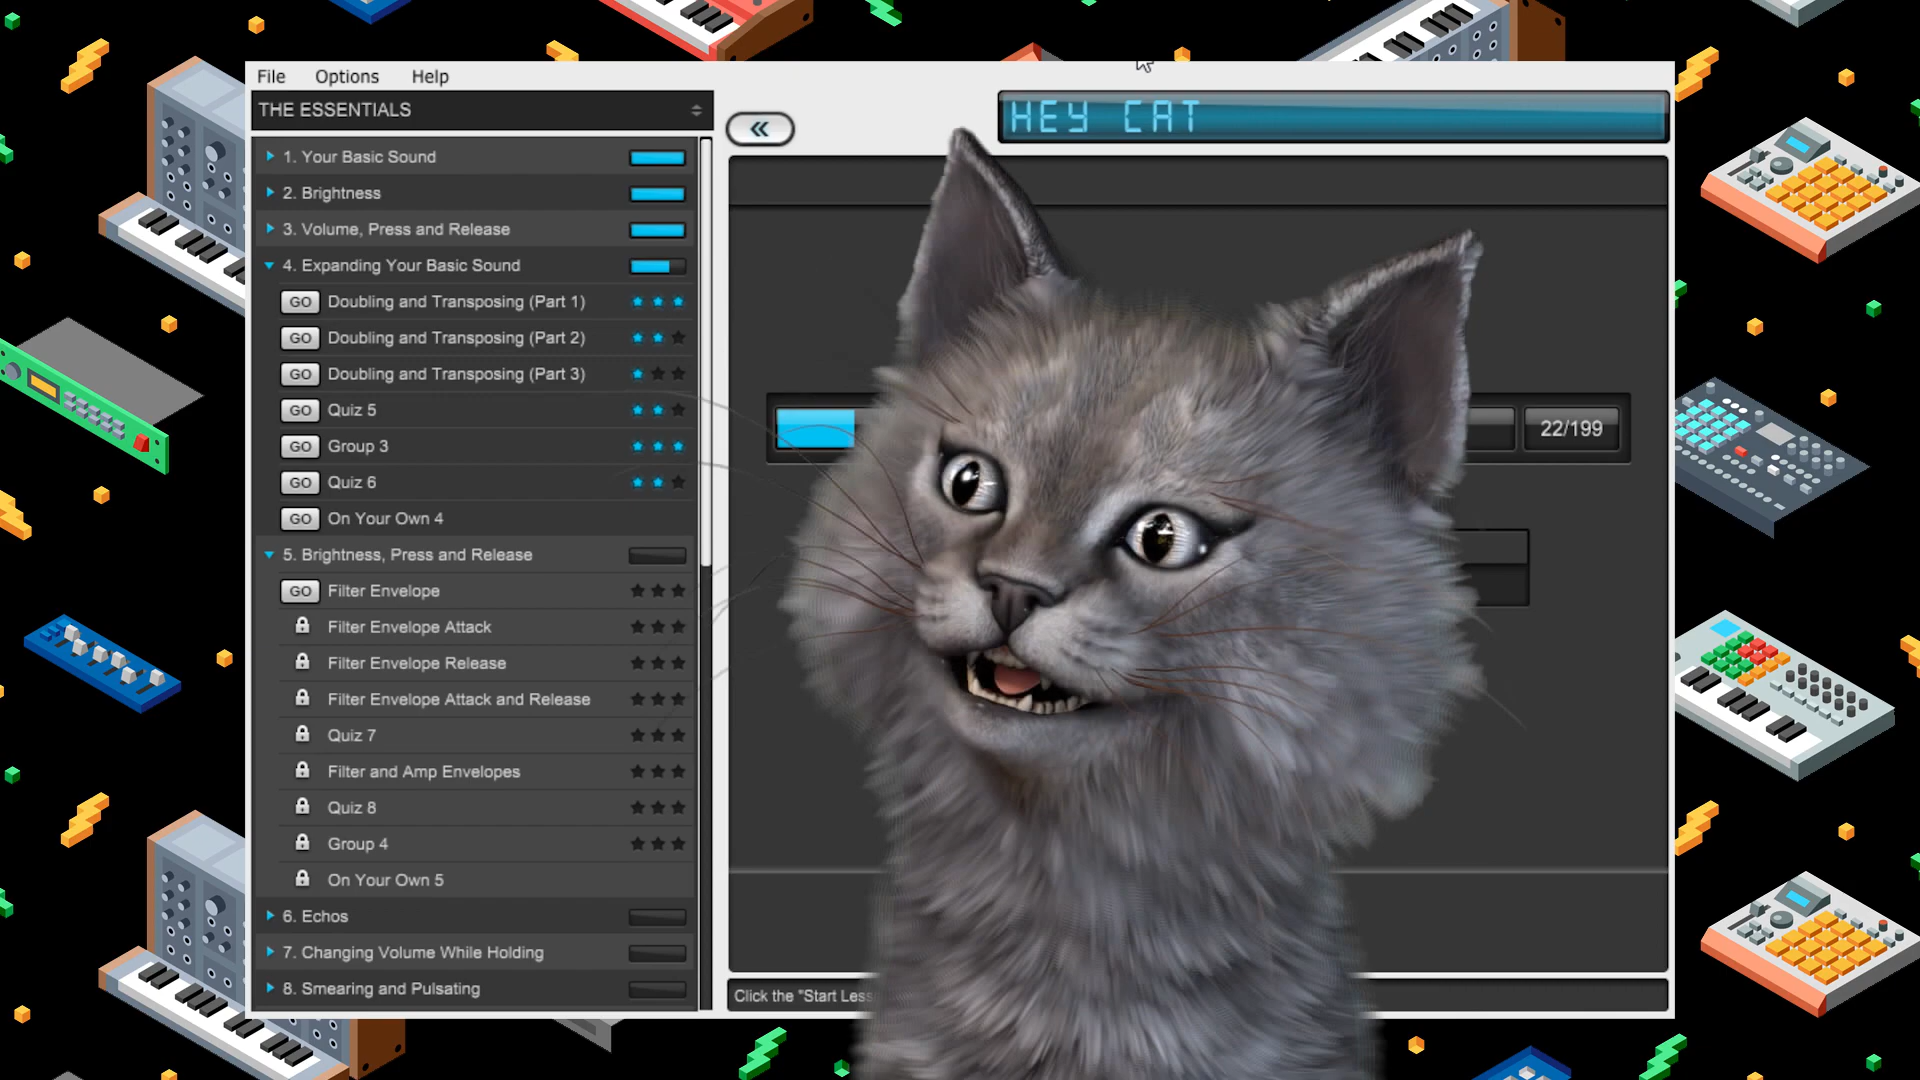 File Options Help
THE ESSENTIALS
HEY CAT
1. Your Basic Sound
2. Brightness
3. Volume, Press and Release
4. Expanding Your Basic Sound
GO Doubling and Transposing (Part 1)
GO Doubling and Transposing (Part 2)
GO Doubling and Transposing (Part 3)
GO Quiz 5
GO Group 3
GO Quiz 6
GO On Your Own 4
5. Brightness, Press and Release
GO Filter Envelope
Filter Envelope Attack
Filter Envelope Release
Filter Envelope Attack and Release
Quiz 7
Filter and Amp Envelopes
Quiz 8
Group 4
On Your Own 5
6. Echos
7. Changing Volume While Holding
8. Smearing and Pulsating
22/199
Click the "Start Less